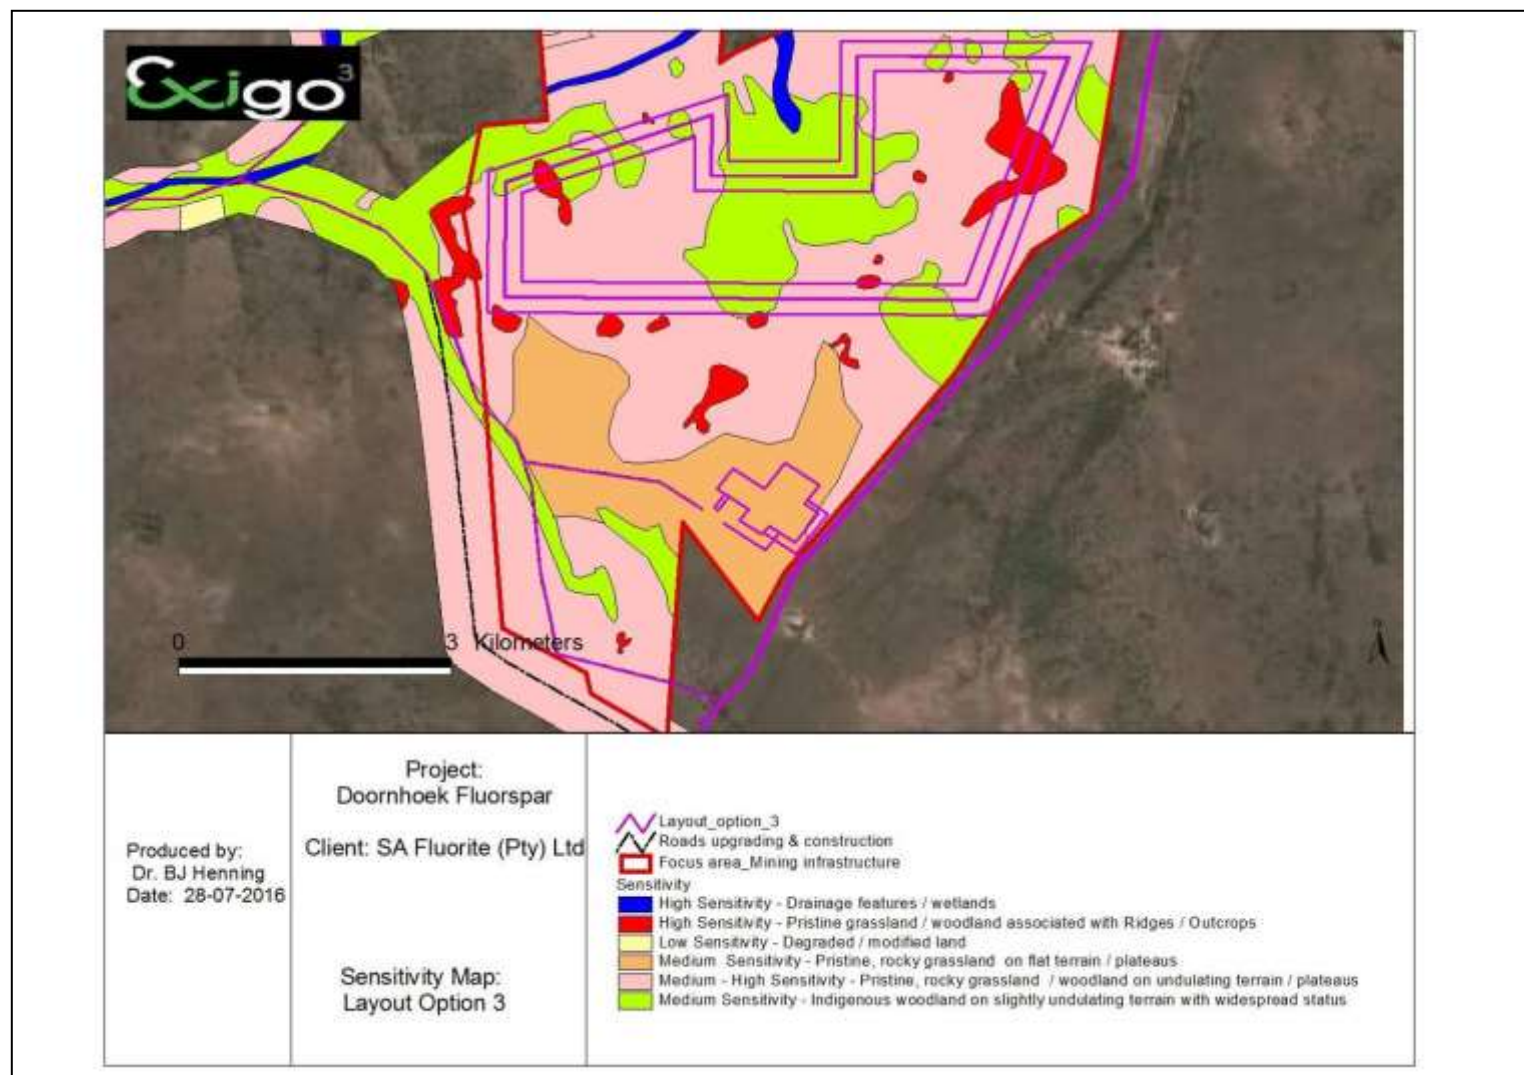 Exigo3
0 3 Kilometers
Produced by:
Dr. BJ Henning
Date: 28-07-2016
Project:
Doornhoek Fluorspar
Client: SA Fluorite (Pty) Ltd
Sensitivity Map:
Layout Option 3
Layout_option_3
Roads upgrading & construction
Focus area_Mining infrastructure
Sensitivity
High Sensitivity - Drainage features / wetlands
High Sensitivity - Pristine grassland / woodland associated with Ridges / Outcrops
Low Sensitivity - Degraded / modified land
Medium Sensitivity - Pristine, rocky grassland on flat terrain / plateaus
Medium - High Sensitivity - Pristine, rocky grassland / woodland on undulating terrain / plateaus
Medium Sensitivity - Indigenous woodland on slightly undulating terrain with widespread status